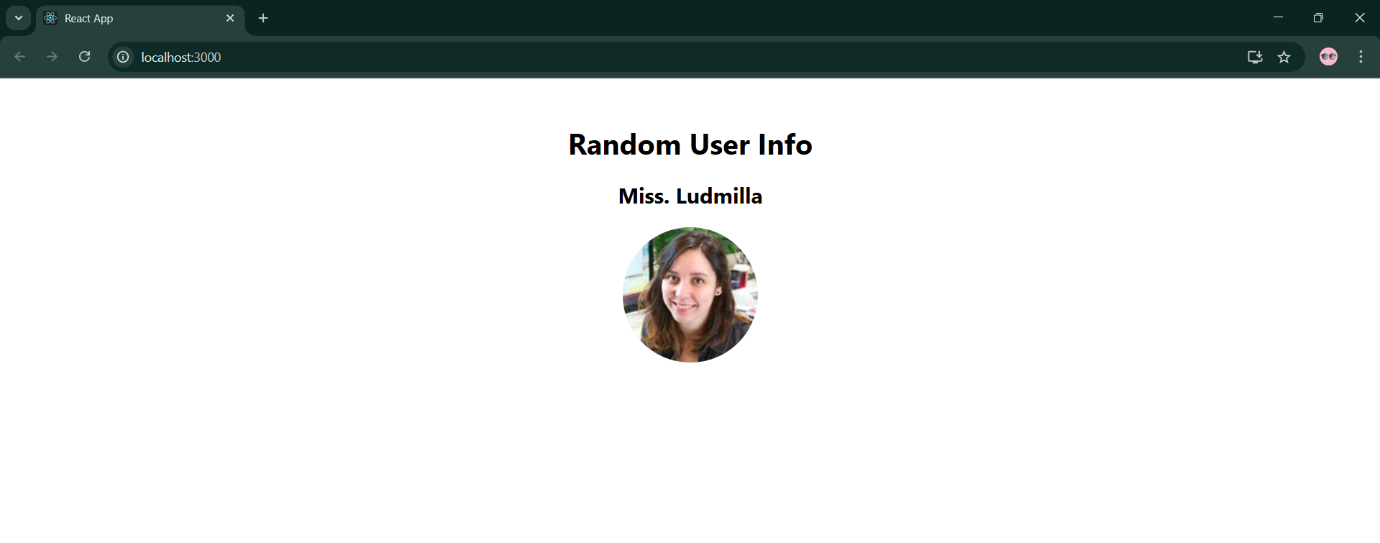 React App
localhost:3000
Random User Info
Miss. Ludmilla